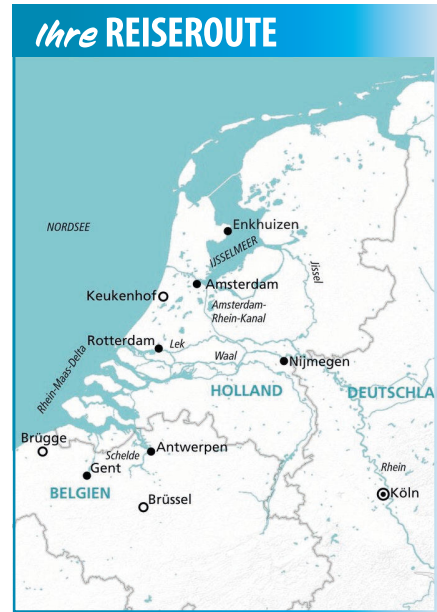 Ihre REISEROUTE
NORDSEE
Enkhuizen
IJSSELMEER
Jissel
Amsterdam
Keukenhof
Amsterdam-
Rhein-Kanal
Rotterdam
Lek
Waal
Nijmegen
Rhein-Maas-Delta
HOLLAND
DEUTSCHLA
Brügge
Schelde
Antwerpen
Gent
Rhein
BELGIEN
Brüssel
Köln